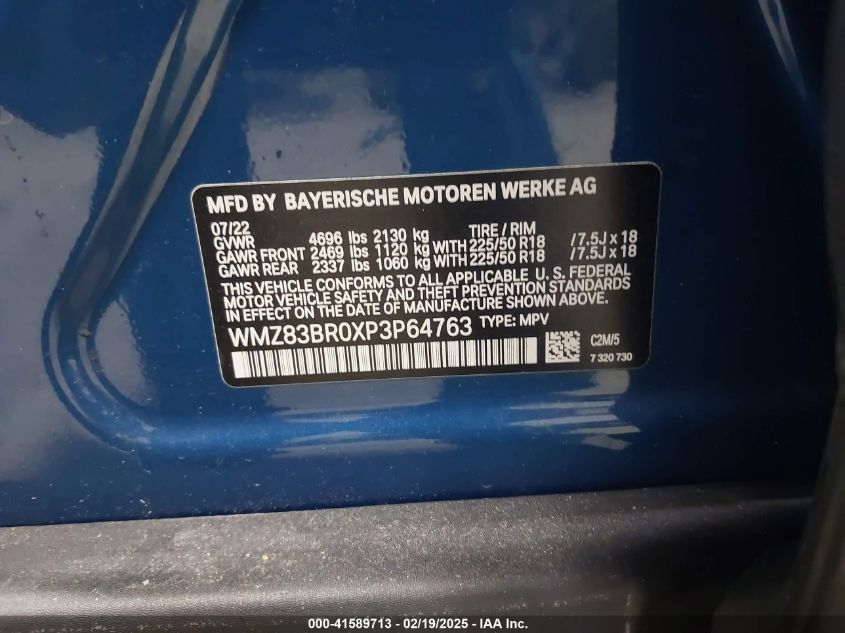 MFD BY BAYERISCHE MOTOREN WERKE AG
07/22 TIRE / RIM
GVWR 4696 lbs 2130 kg
GAWR FRONT 2469 lbs 1120 kg WITH 225/50 R18 / 7.5J x 18
GAWR REAR 2337 lbs 1060 kg WITH 225/50 R18 / 7.5J x 18
THIS VEHICLE CONFORMS TO ALL APPLICABLE U. S. FEDERAL
MOTOR VEHICLE SAFETY AND THEFT PREVENTION STANDARDS
IN EFFECT ON THE DATE OF MANUFACTURE SHOWN ABOVE.
WMZ83BR0XP3P64763 TYPE: MPV
C2M/5
7 320 730
000-41589713 - 02/19/2025 - IAAI Inc.